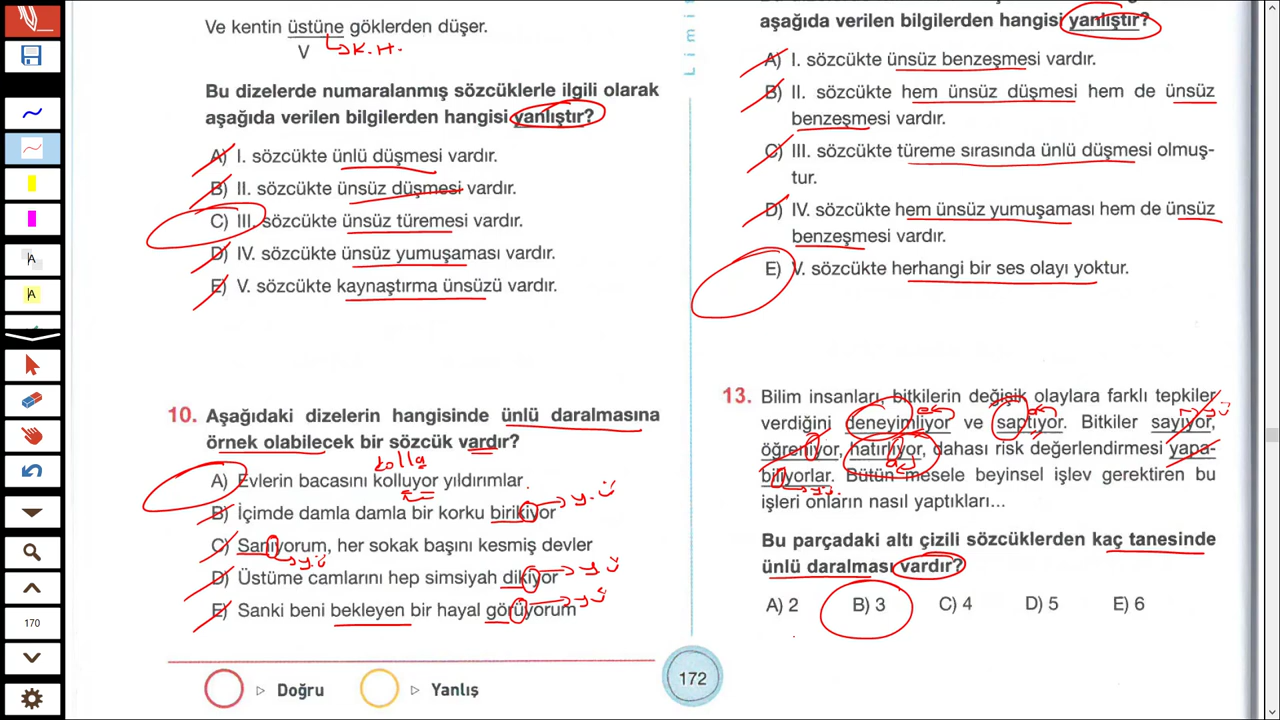 Ve kentin üstüne göklerden düşer.
V
K.H.
Bu dizelerde numaralanmış sözcüklerle ilgili olarak
aşağıda verilen bilgilerden hangisi yanlıştır?
A) I. sözcükte ünlü düşmesi vardır.
B) II. sözcükte ünsüz düşmesi vardır.
C) III. sözcükte ünsüz türemesi vardır.
D) IV. sözcükte ünsüz yumuşaması vardır.
E) V. sözcükte kaynaştırma ünsüzü vardır.
10. Aşağıdaki dizelerin hangisinde ünlü daralmasına
örnek olabilecek bir sözcük vardır?
kolla
A) Evlerin bacasını kolluyor yıldırımlar
B) İçimde damla damla bir korku birikiyor
y.ü
C) Sanıyorum, her sokak başını kesmiş devler
y.ü
D) Üstüme camlarını hep simsiyah dikiyor
y.ü
E) Sanki beni bekleyen bir hayal görüyorum
y.ü
Doğru
Yanlış
Limis
aşağıda verilen bilgilerden hangisi yanlıştır?
A) I. sözcükte ünsüz benzeşmesi vardır.
B) II. sözcükte hem ünsüz düşmesi hem de ünsüz
benzeşmesi vardır.
C) III. sözcükte türeme sırasında ünlü düşmesi olmuş-
tur.
D) IV. sözcükte hem ünsüz yumuşaması hem de ünsüz
benzeşmesi vardır.
E) V. sözcükte herhangi bir ses olayı yoktur.
13. Bilim insanları, bitkilerin değişik olaylara farklı tepkiler
verdiğini deneyimliyor ve saptıyor. Bitkiler sayıyor,
y.ü
öğreniyor, hatırlıyor, dahası risk değerlendirmesi yapa-
biliyorlar. Bütün mesele beyinsel işlev gerektiren bu
y.ü
işleri onların nasıl yaptıkları...
Bu parçadaki altı çizili sözcüklerden kaç tanesinde
ünlü daralması vardır?
A) 2 B) 3 C) 4 D) 5 E) 6
172
A
A
170